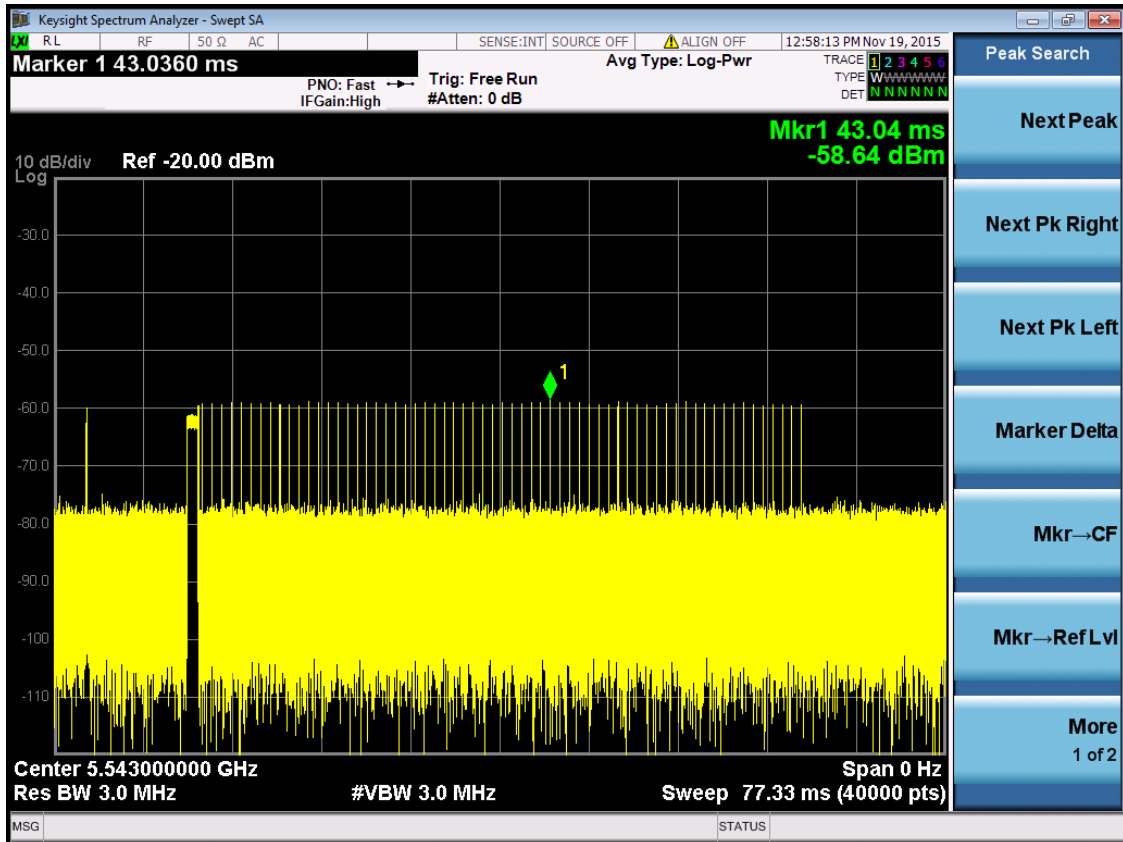 Keysight Spectrum Analyzer - Swept SA
LXI RL RF 50 Ω AC SENSE:INT SOURCE OFF ALIGN OFF 12:58:13 PM Nov 19, 2015
Marker 1 43.0360 ms
PNO: Fast
IFGain:High
Trig: Free Run
#Atten: 0 dB
Avg Type: Log-Pwr
TRACE 1 2 3 4 5 6
TYPE WWWWWW
DET N N N N N N
Mkr1 43.04 ms
-58.64 dBm
10 dB/div Ref -20.00 dBm
Log
-30.0
-40.0
-50.0
1
-60.0
-70.0
-80.0
-90.0
-100
-110
Center 5.543000000 GHz Span 0 Hz
Res BW 3.0 MHz #VBW 3.0 MHz Sweep 77.33 ms (40000 pts)
MSG STATUS
Peak Search
Next Peak
Next Pk Right
Next Pk Left
Marker Delta
Mkr→CF
Mkr→Ref Lvl
More
1 of 2